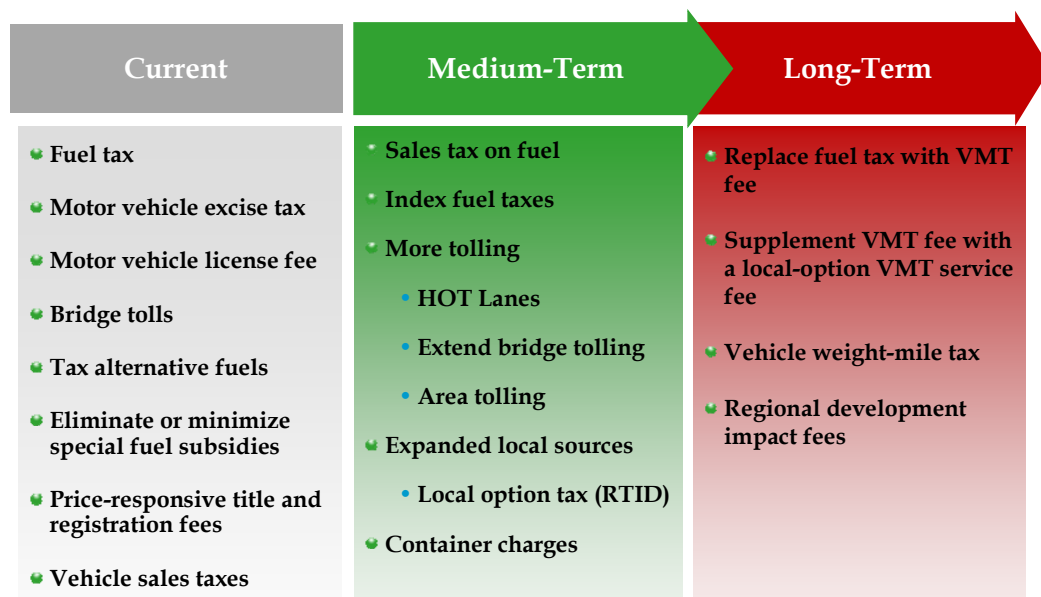 Current
Fuel tax
Motor vehicle excise tax
Motor vehicle license fee
Bridge tolls
Tax alternative fuels
Eliminate or minimize
special fuel subsidies
Price-responsive title and
registration fees
Vehicle sales taxes
Medium-Term
Sales tax on fuel
Index fuel taxes
More tolling
HOT Lanes
Extend bridge tolling
Area tolling
Expanded local sources
Local option tax (RTID)
Container charges
Long-Term
Replace fuel tax with VMT
fee
Supplement VMT fee with
a local-option VMT service
fee
Vehicle weight-mile tax
Regional development
impact fees